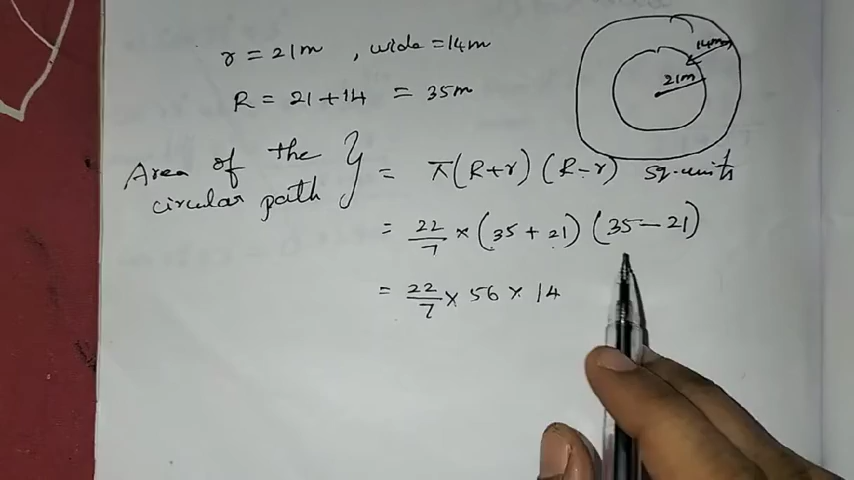 r = 21m , wide = 14m
14m
21m
R = 21 + 14 = 35m
Area of the circular path } = π(R+r) (R-r) sq.units
= 22/7 × (35 + 21) (35 - 21)
= 22/7 × 56 × 14